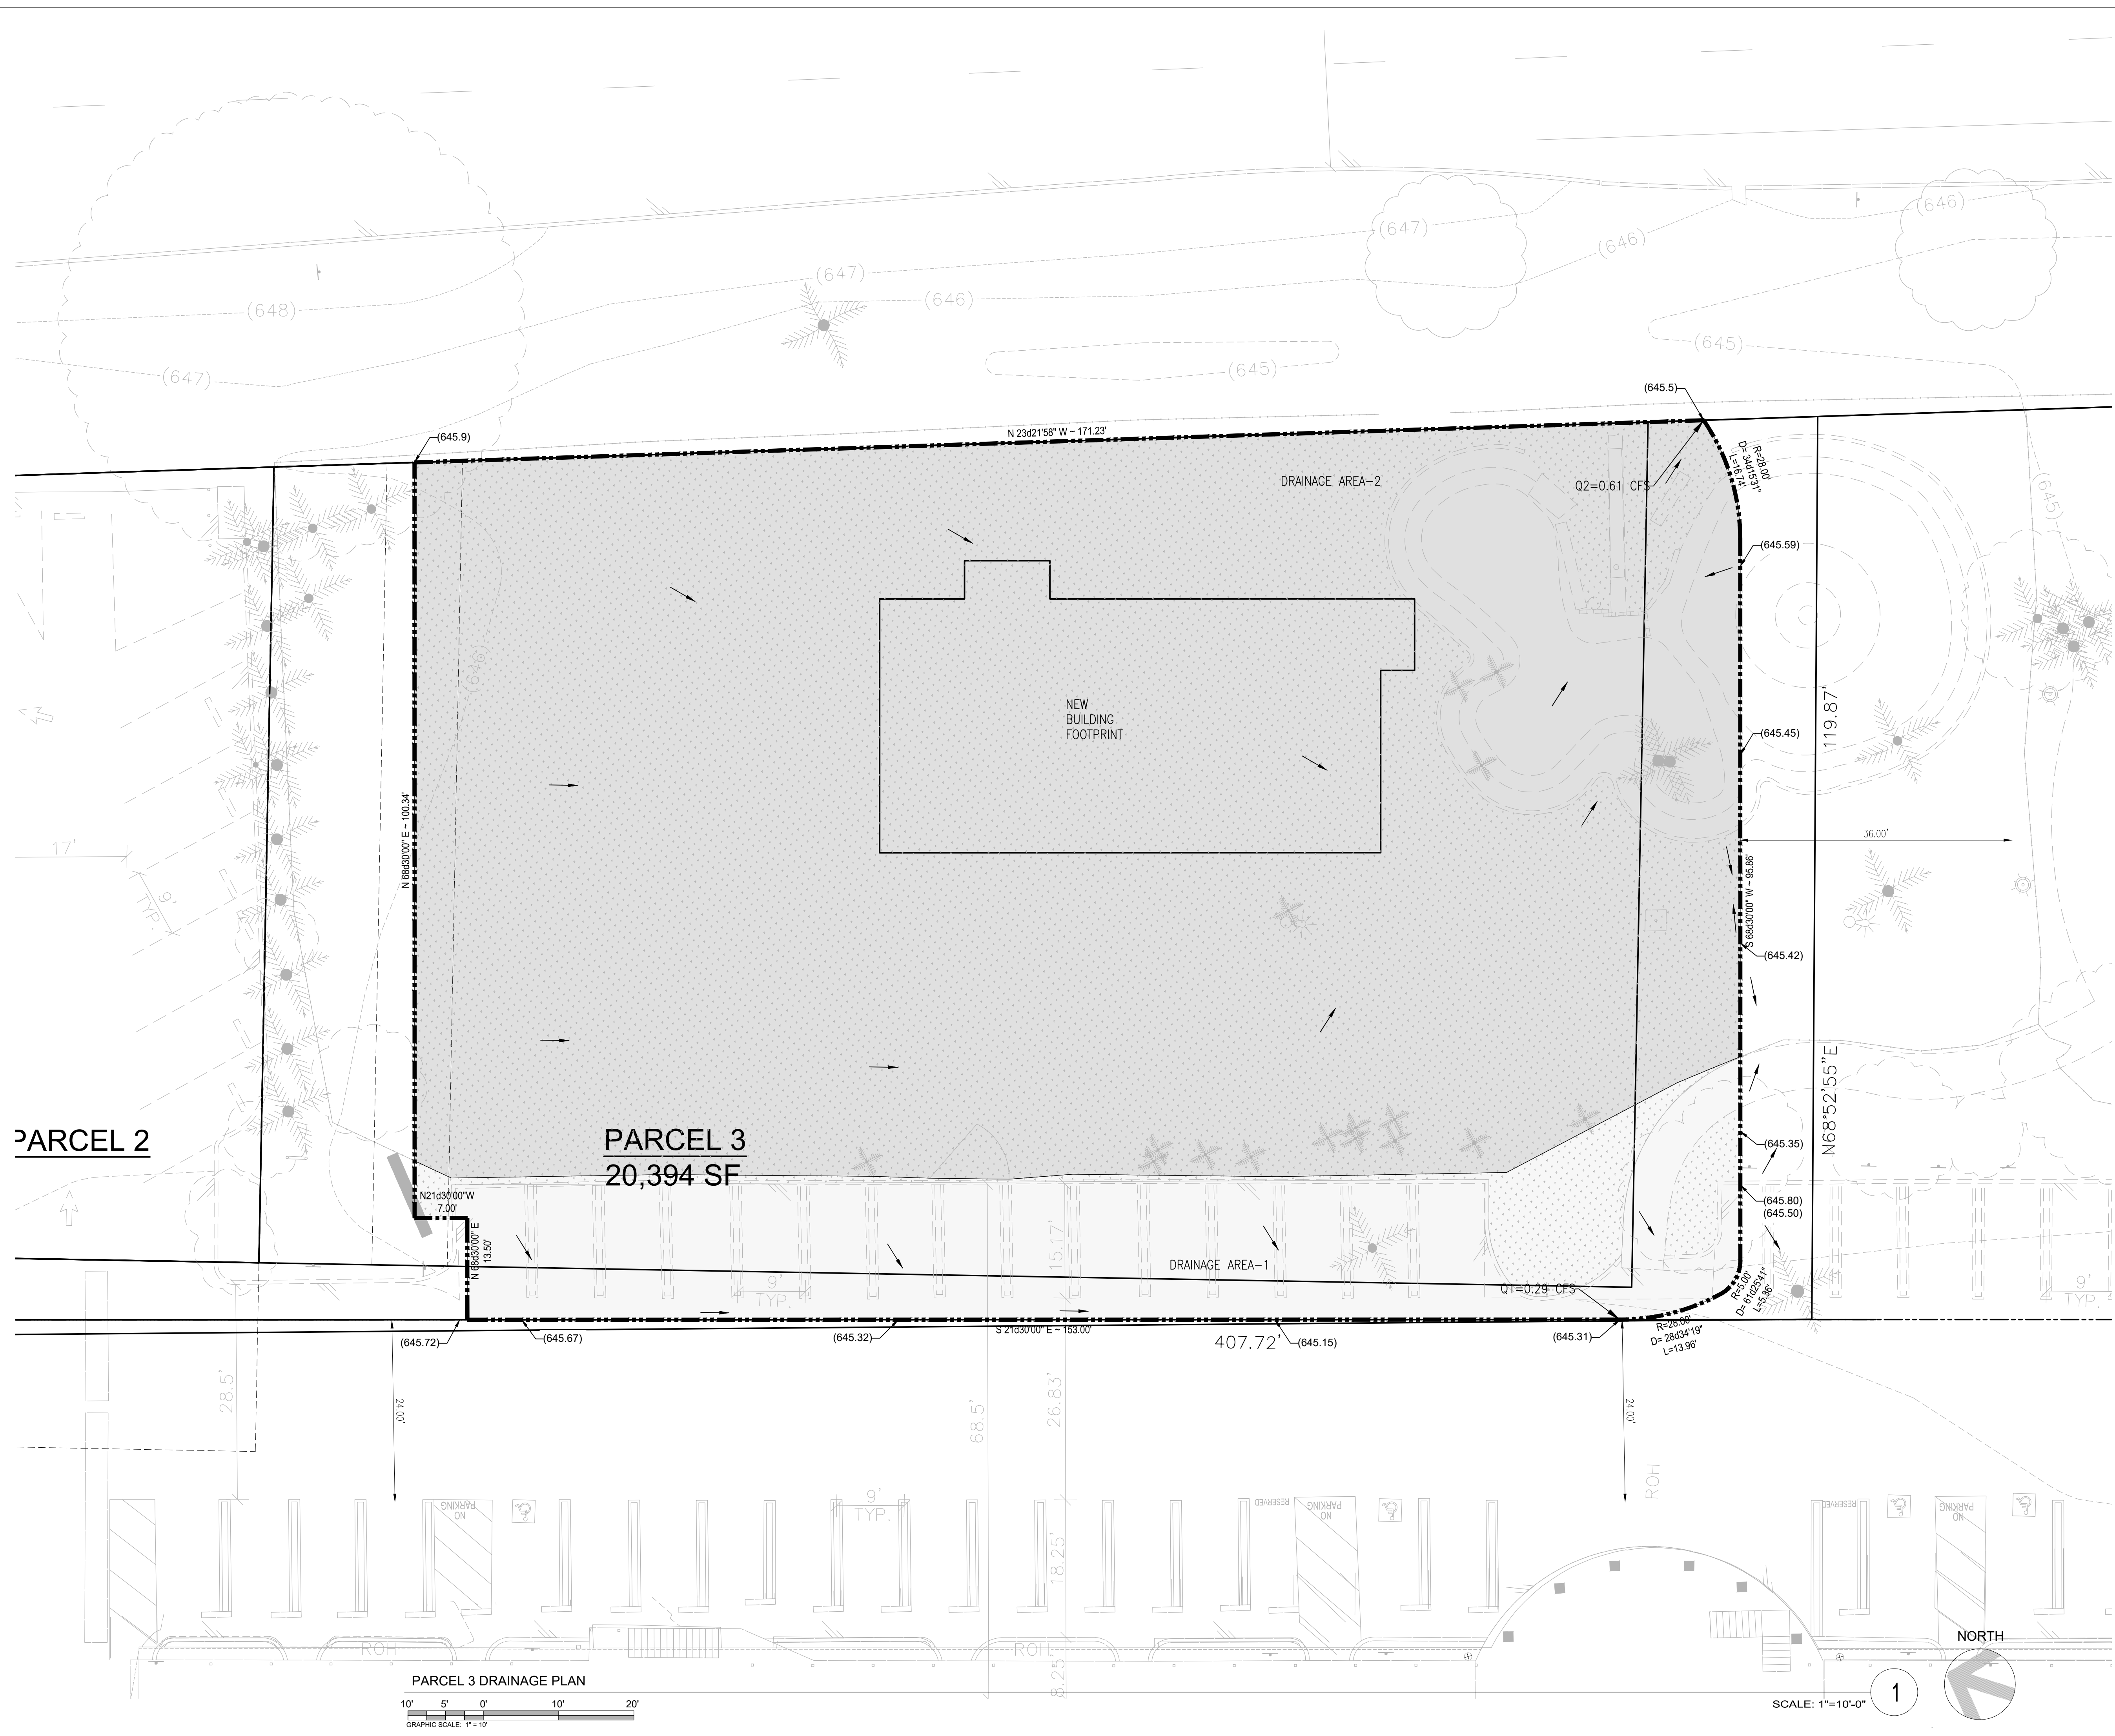 (646)
(647)
(646)
(647)
(646)
(648)
(645)
(645)
(647)
(645.5)
(645.9)
N 23d21'58" W ~ 171.23'
R=28.00'
D= 34d15'31"
L=16.74'
DRAINAGE AREA-2
Q2=0.61 CFS
(645)
(645.59)
(646)
NEW
BUILDING
FOOTPRINT
119.87'
(645.45)
17'
9'
TYP.
N 68d30'00" E ~ 100.34'
36.00'
S 68d30'00" W ~ 95.86'
(645.42)
N68°52'55"E
PARCEL 2
PARCEL 3
20,394 SF
(645.35)
N21d30'00"W
7.00'
(645.80)
(645.50)
N 68d30'00" E
13.50'
15.17'
DRAINAGE AREA-1
9'
TYP.
Q1=0.29 CFS
R=5.00'
D= 61d25'41"
L=5.36'
9'
TYP.
(645.72)
(645.67)
(645.32)
S 21d30'00" E ~ 153.00'
407.72'
(645.15)
(645.31)
R=28.00'
D= 28d34'19"
L=13.96'
28.5'
24.00'
68.5'
26.83'
24.00'
ROH
NO
PARKING
9'
TYP.
RESERVED
NO
PARKING
RESERVED
NO
PARKING
18.25'
ROH
ROH
8.25'
NORTH
PARCEL 3 DRAINAGE PLAN
10' 5' 0' 10' 20'
GRAPHIC SCALE: 1" = 10'
SCALE: 1"=10'-0"
1